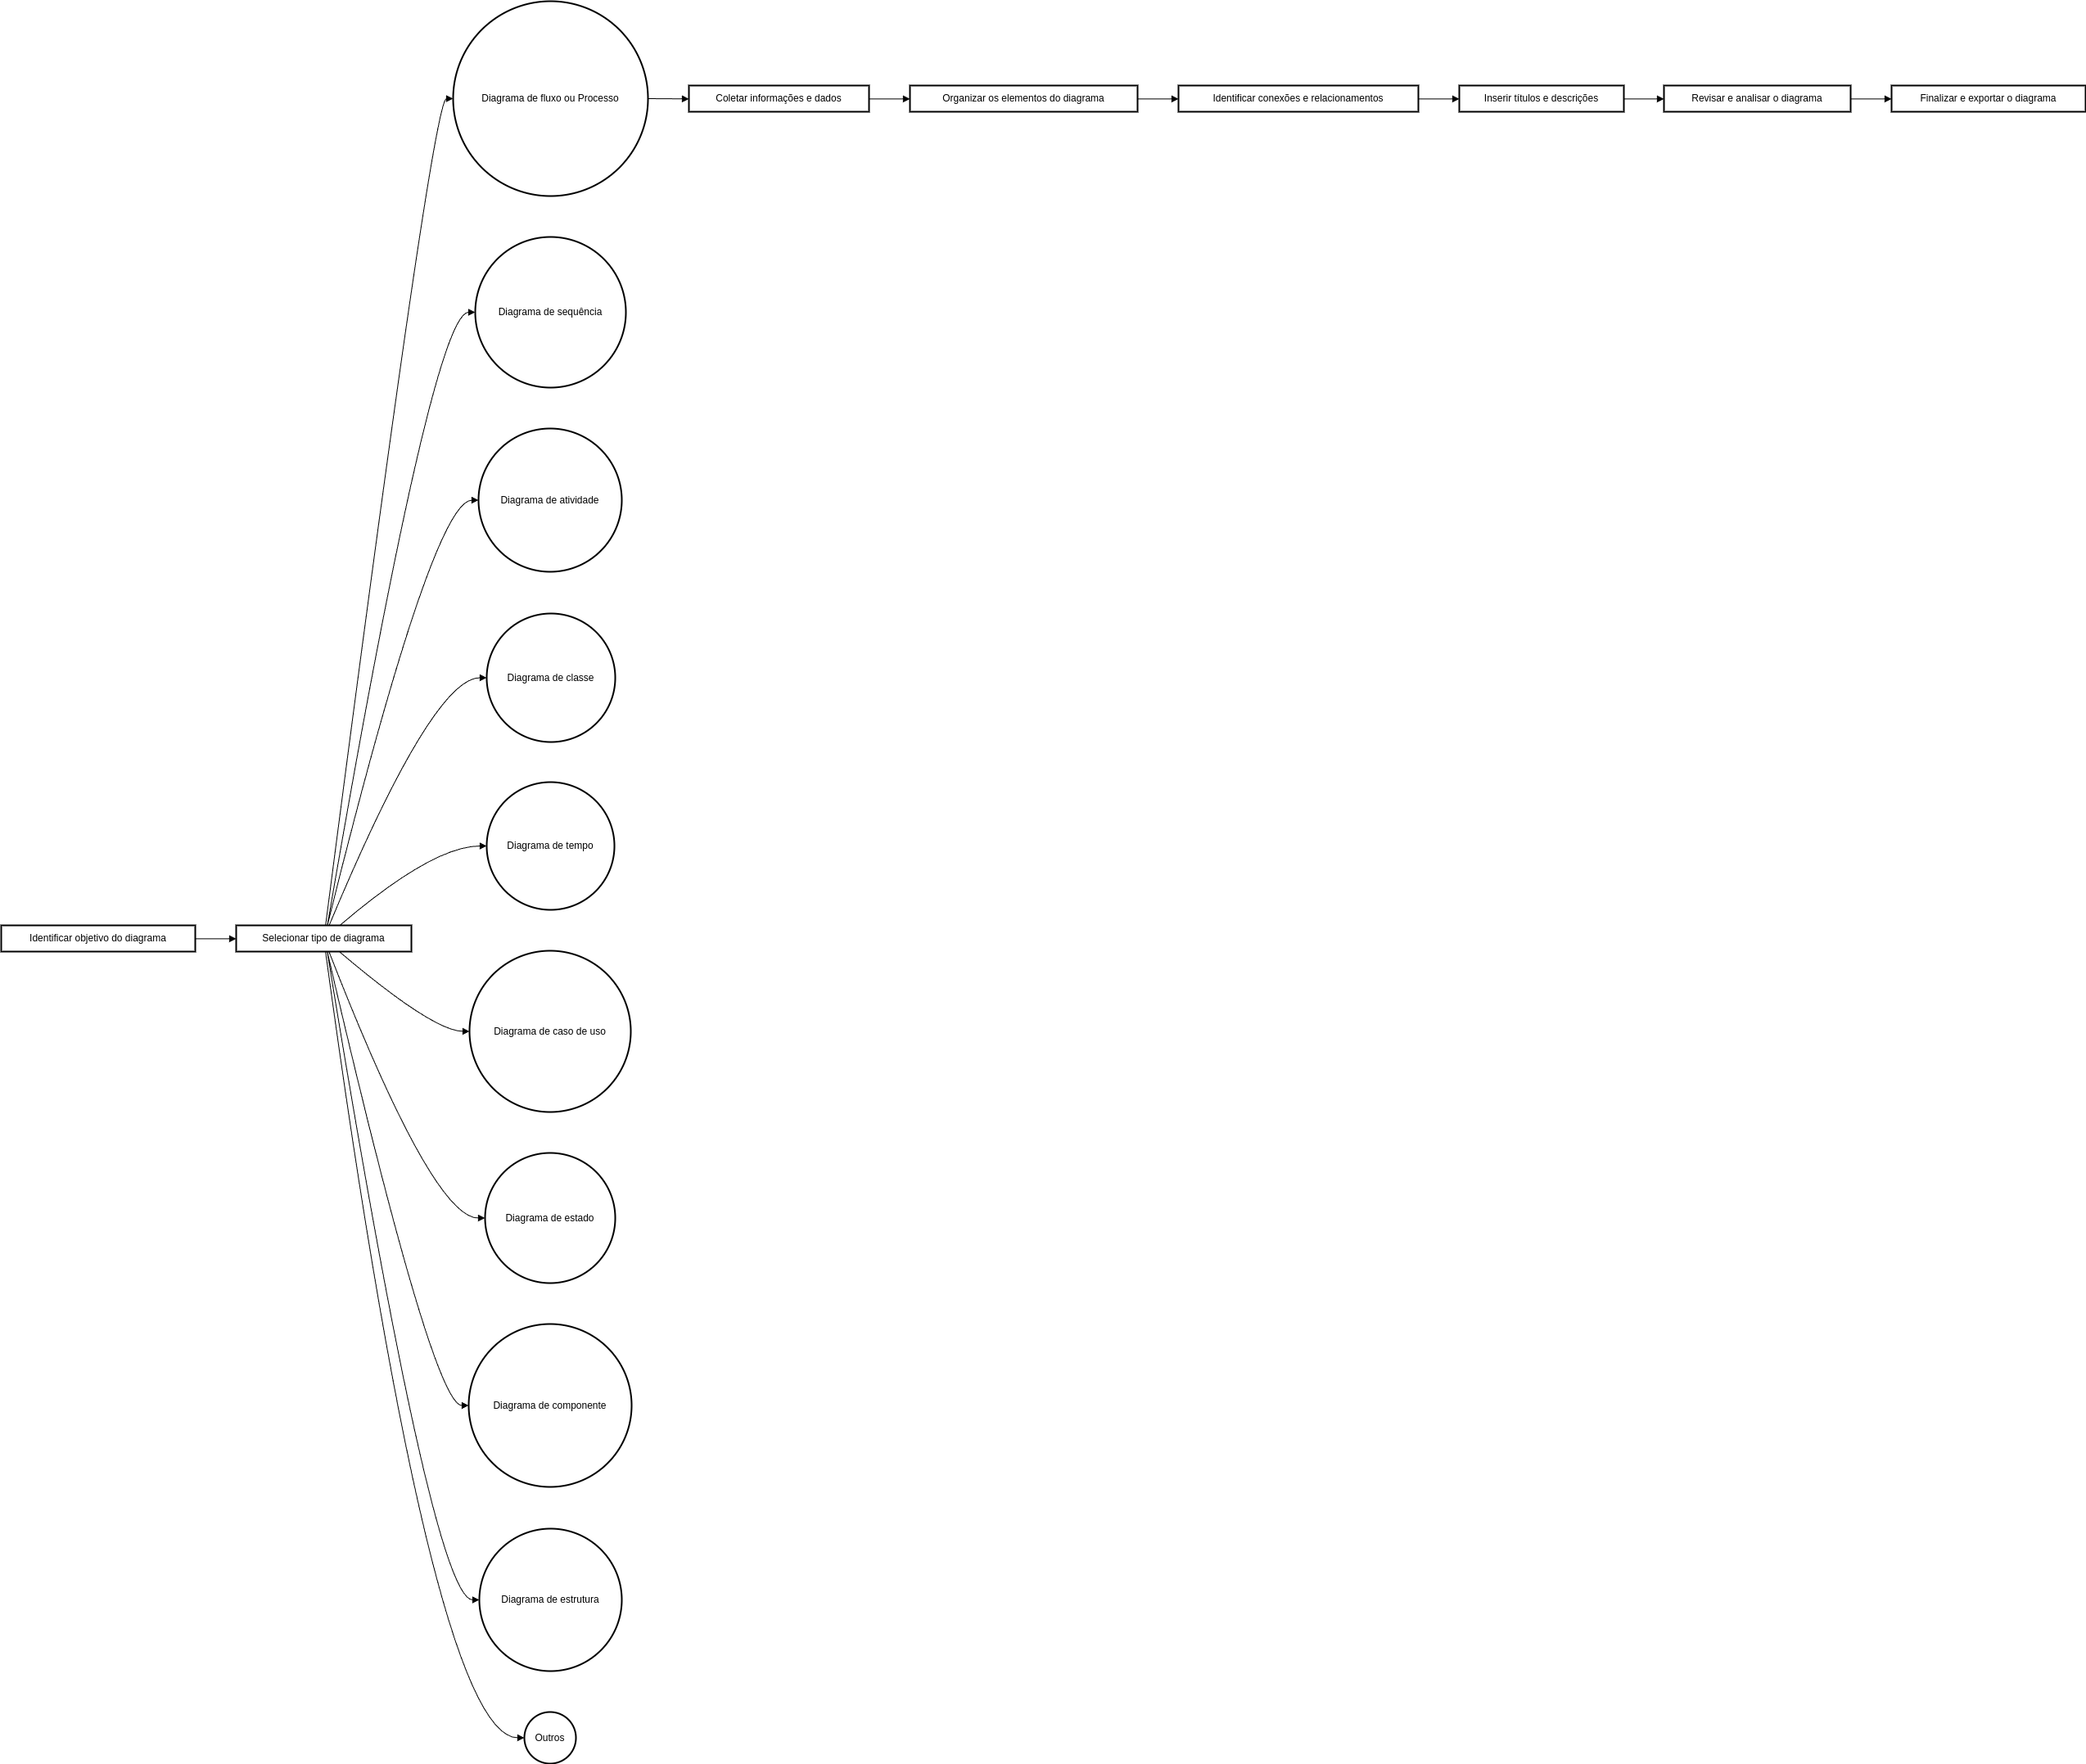 Diagrama de fluxo ou Processo
Coletar informações e dados
Organizar os elementos do diagrama
Identificar conexões e relacionamentos
Inserir títulos e descrições
Revisar e analisar o diagrama
Finalizar e exportar o diagrama
Diagrama de sequência
Diagrama de atividade
Diagrama de classe
Diagrama de tempo
Identificar objetivo do diagrama
Selecionar tipo de diagrama
Diagrama de caso de uso
Diagrama de estado
Diagrama de componente
Diagrama de estrutura
Outros